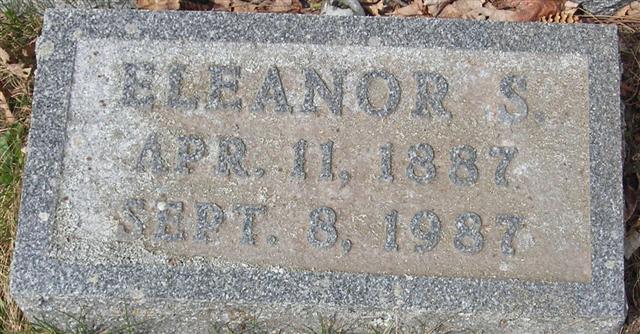 ELEANOR S.
APR. 11, 1887
SEPT. 8, 1987